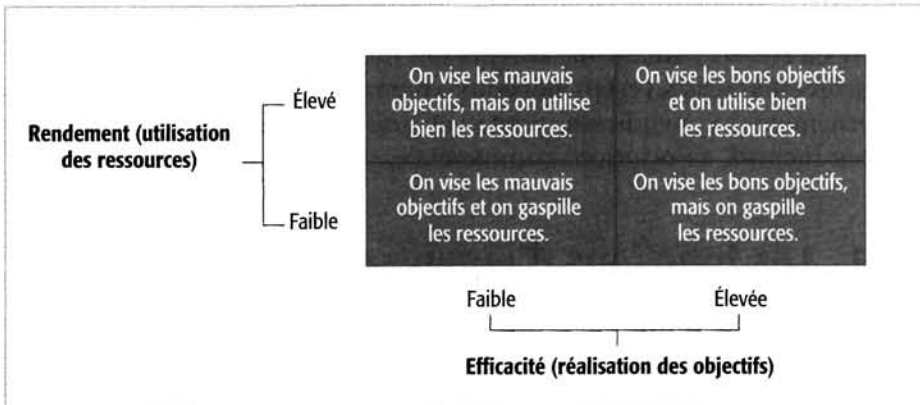 On vise les mauvais
objectifs, mais on utilise
bien les ressources.
On vise les bons objectifs
et on utilise bien
les ressources.
Élevé
Rendement (utilisation
des ressources)
Faible
On vise les mauvais
objectifs et on gaspille
les ressources.
On vise les bons objectifs,
mais on gaspille
les ressources.
Faible
Élevée
Efficacité (réalisation des objectifs)